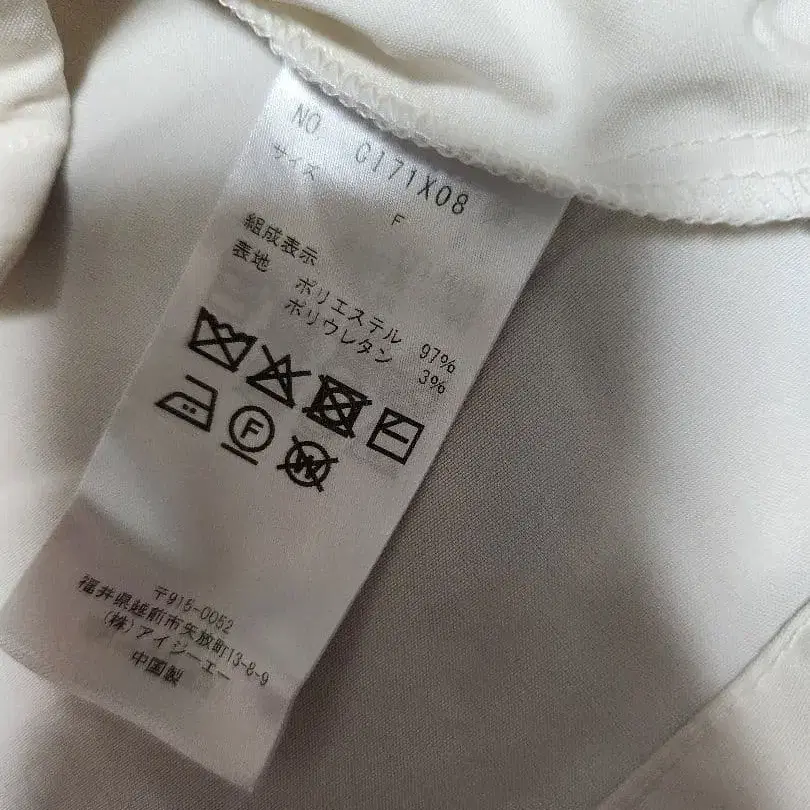 NO CI71X08
サイズ F
組成表示
表地 ポリエステル 97%
ポリウレタン 3%
F
W
〒915-0052
福井県越前市矢放町13-8-9
(株)アイジーエー
中国製